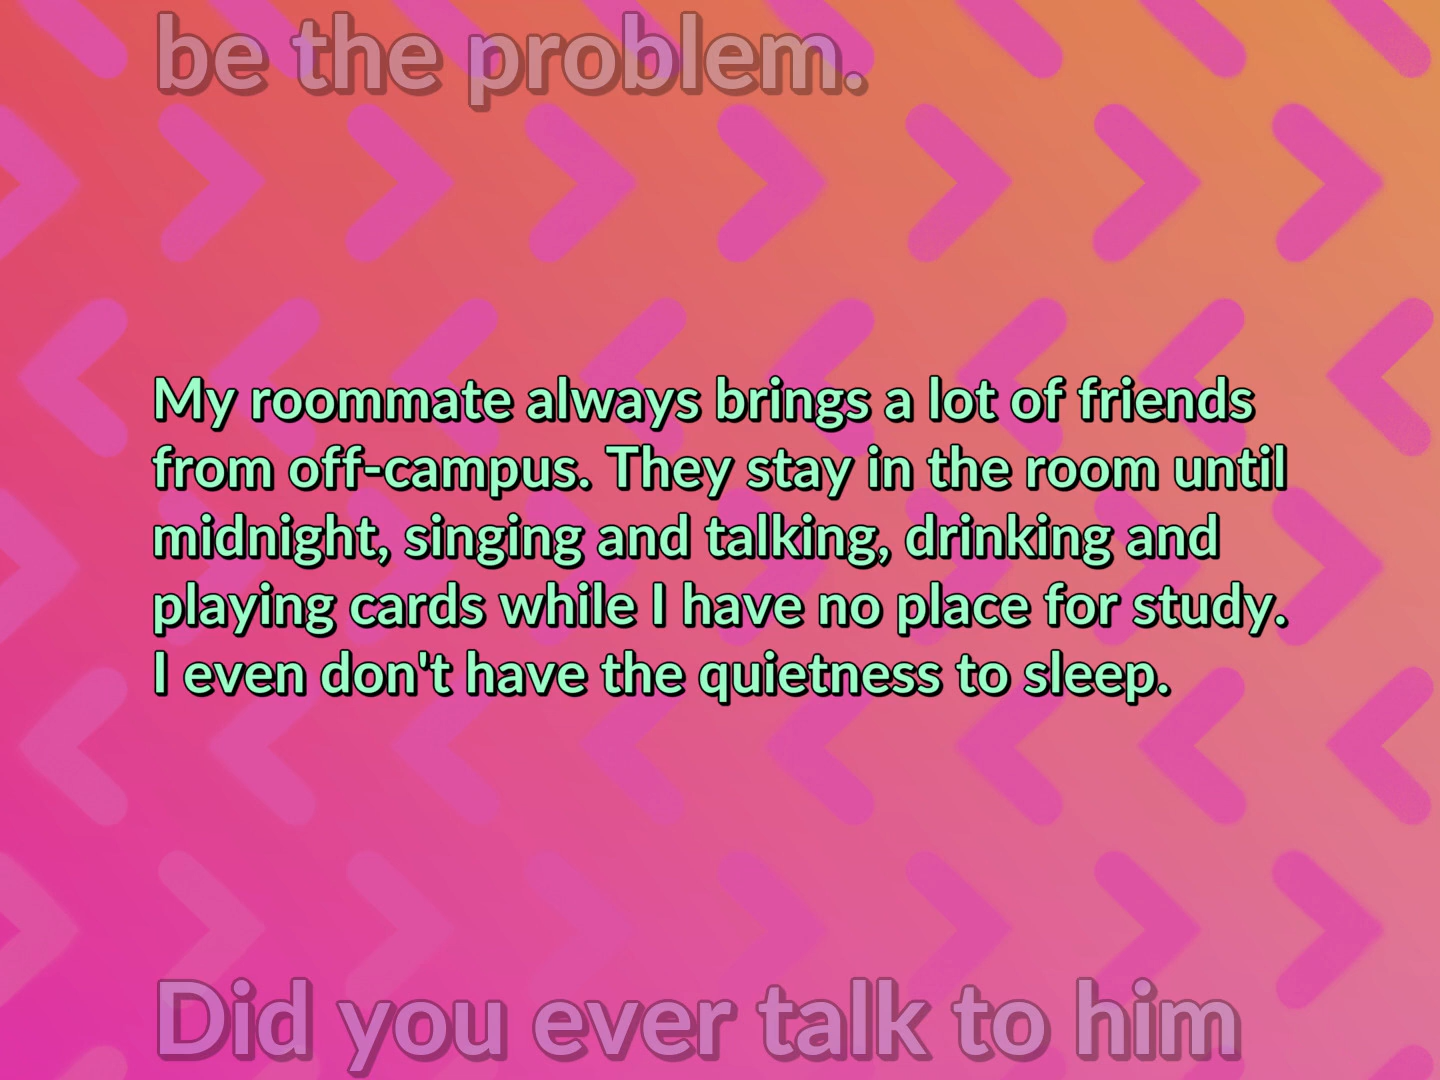 be the problem.
My roommate always brings a lot of friends
from off-campus. They stay in the room until
midnight, singing and talking, drinking and
playing cards while I have no place for study.
I even don't have the quietness to sleep.
Did you ever talk to him